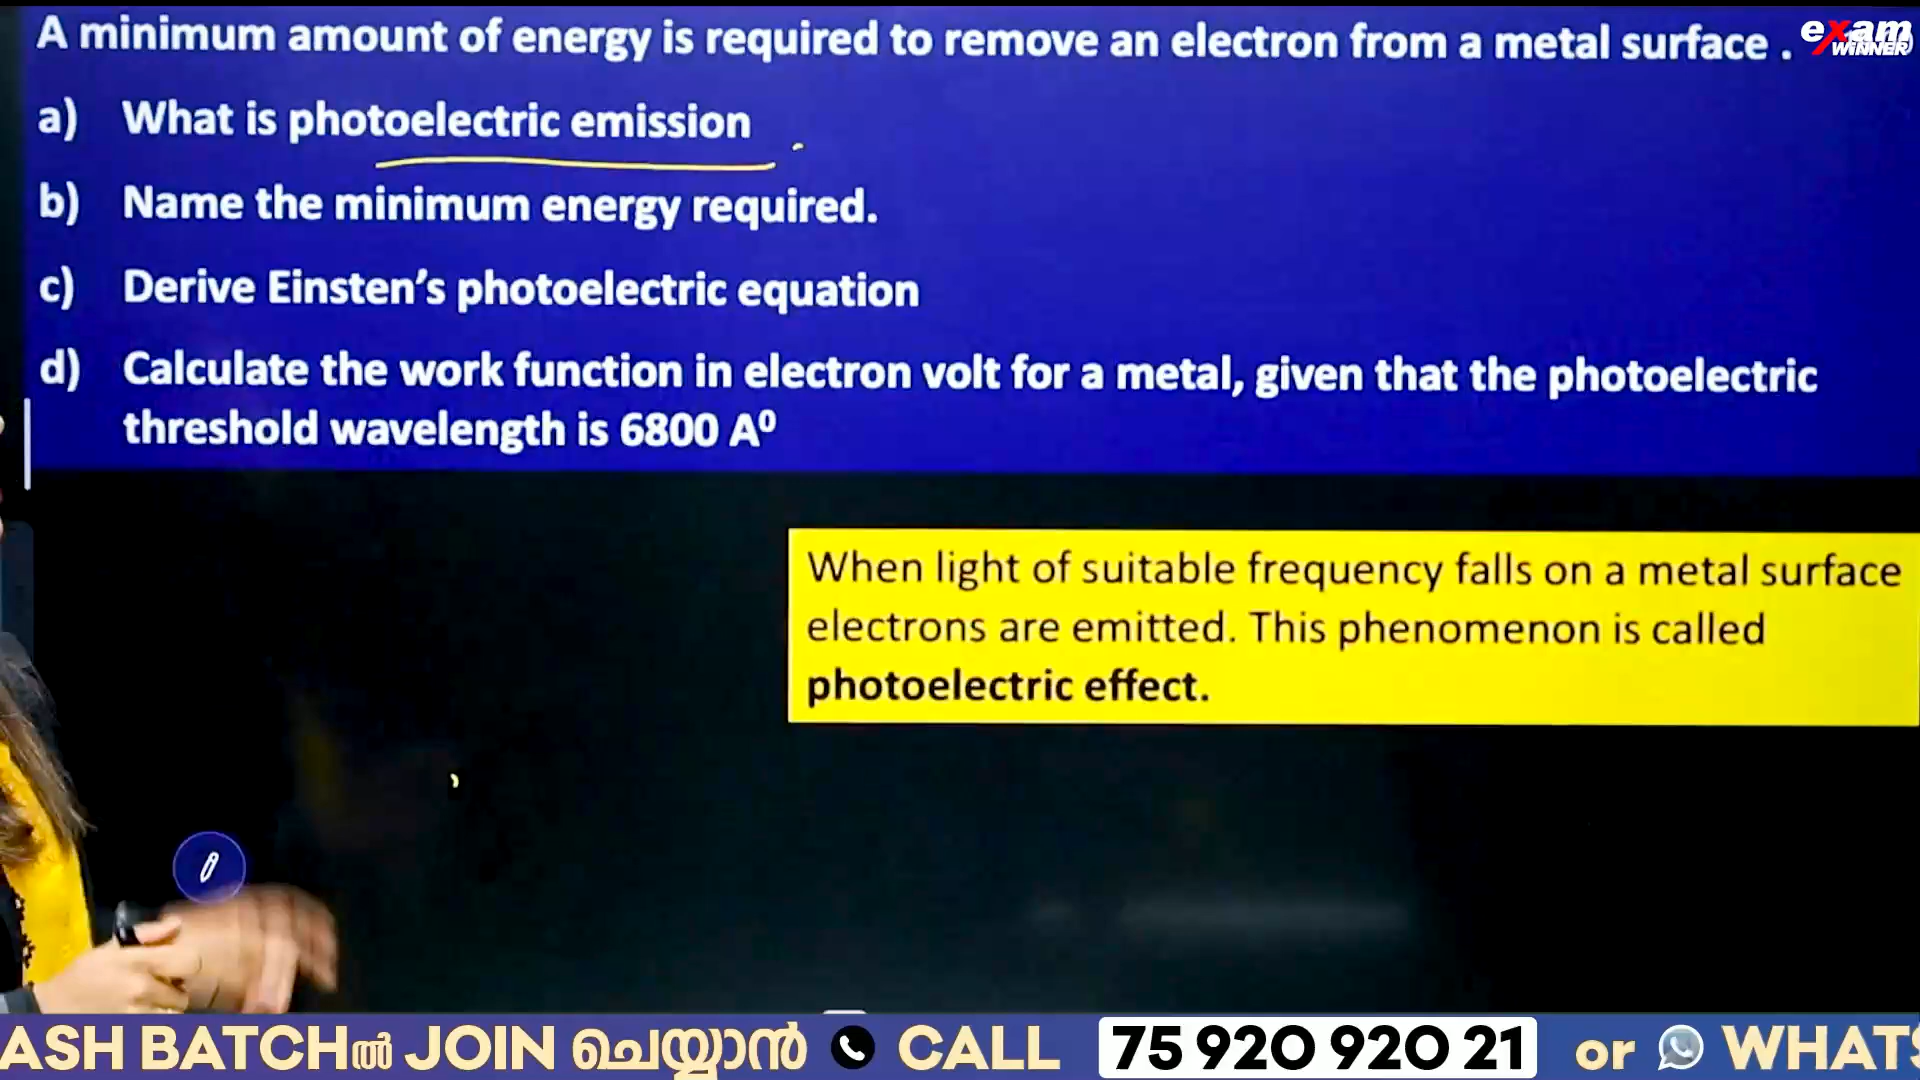 A minimum amount of energy is required to remove an electron from a metal surface .
exam
WINNER
a) What is photoelectric emission
b) Name the minimum energy required.
c) Derive Einsten’s photoelectric equation
d) Calculate the work function in electron volt for a metal, given that the photoelectric
threshold wavelength is 6800 A⁰
When light of suitable frequency falls on a metal surface
electrons are emitted. This phenomenon is called
photoelectric effect.
ASH BATCHൽ JOIN ചെയ്യാൻ CALL 75 920 920 21 or WHATS